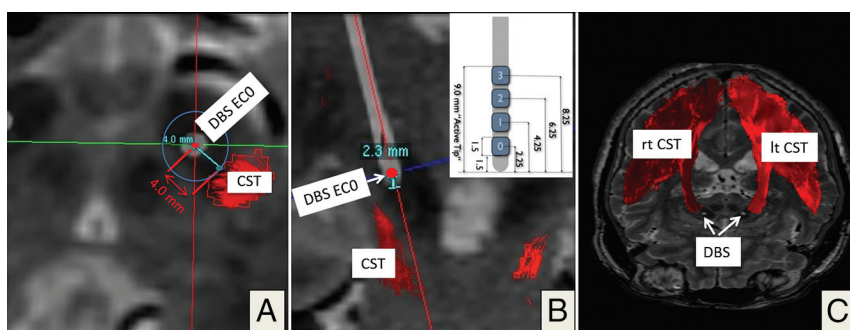 DBS EC0
4.0 mm
CST
4.0 mm
A
2.3 mm
DBS EC0
CST
9.0 mm "Active Tip"
3
2
1
0
1.5
1.5
2.25
4.25
6.25
8.25
B
rt CST
lt CST
DBS
C